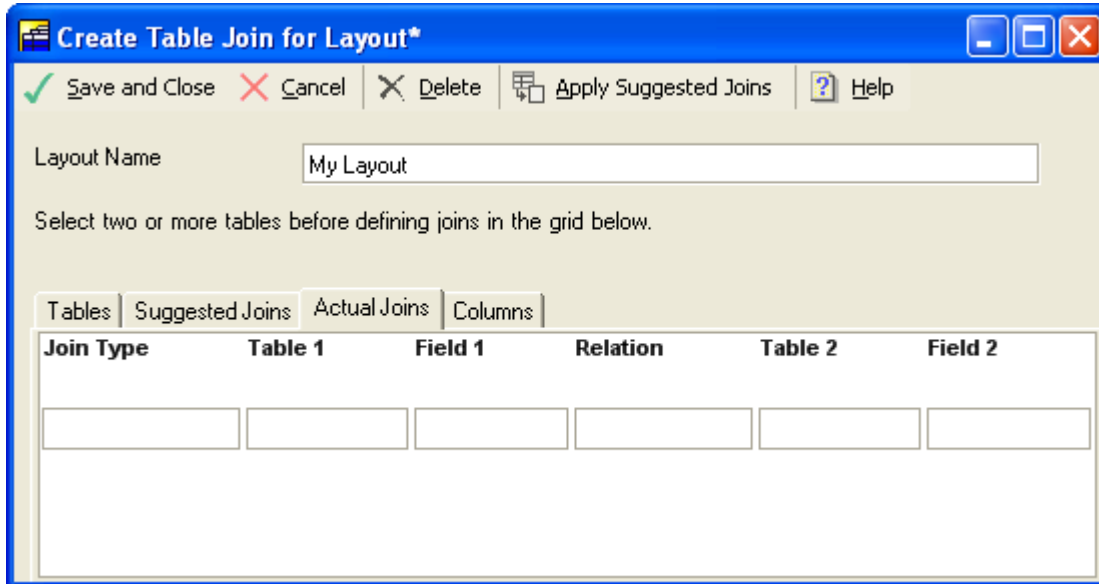 Create Table Join for Layout*
Save and Close Cancel Delete Apply Suggested Joins ? Help
Layout Name My Layout
Select two or more tables before defining joins in the grid below.
Tables Suggested Joins Actual Joins Columns
Join Type Table 1 Field 1 Relation Table 2 Field 2